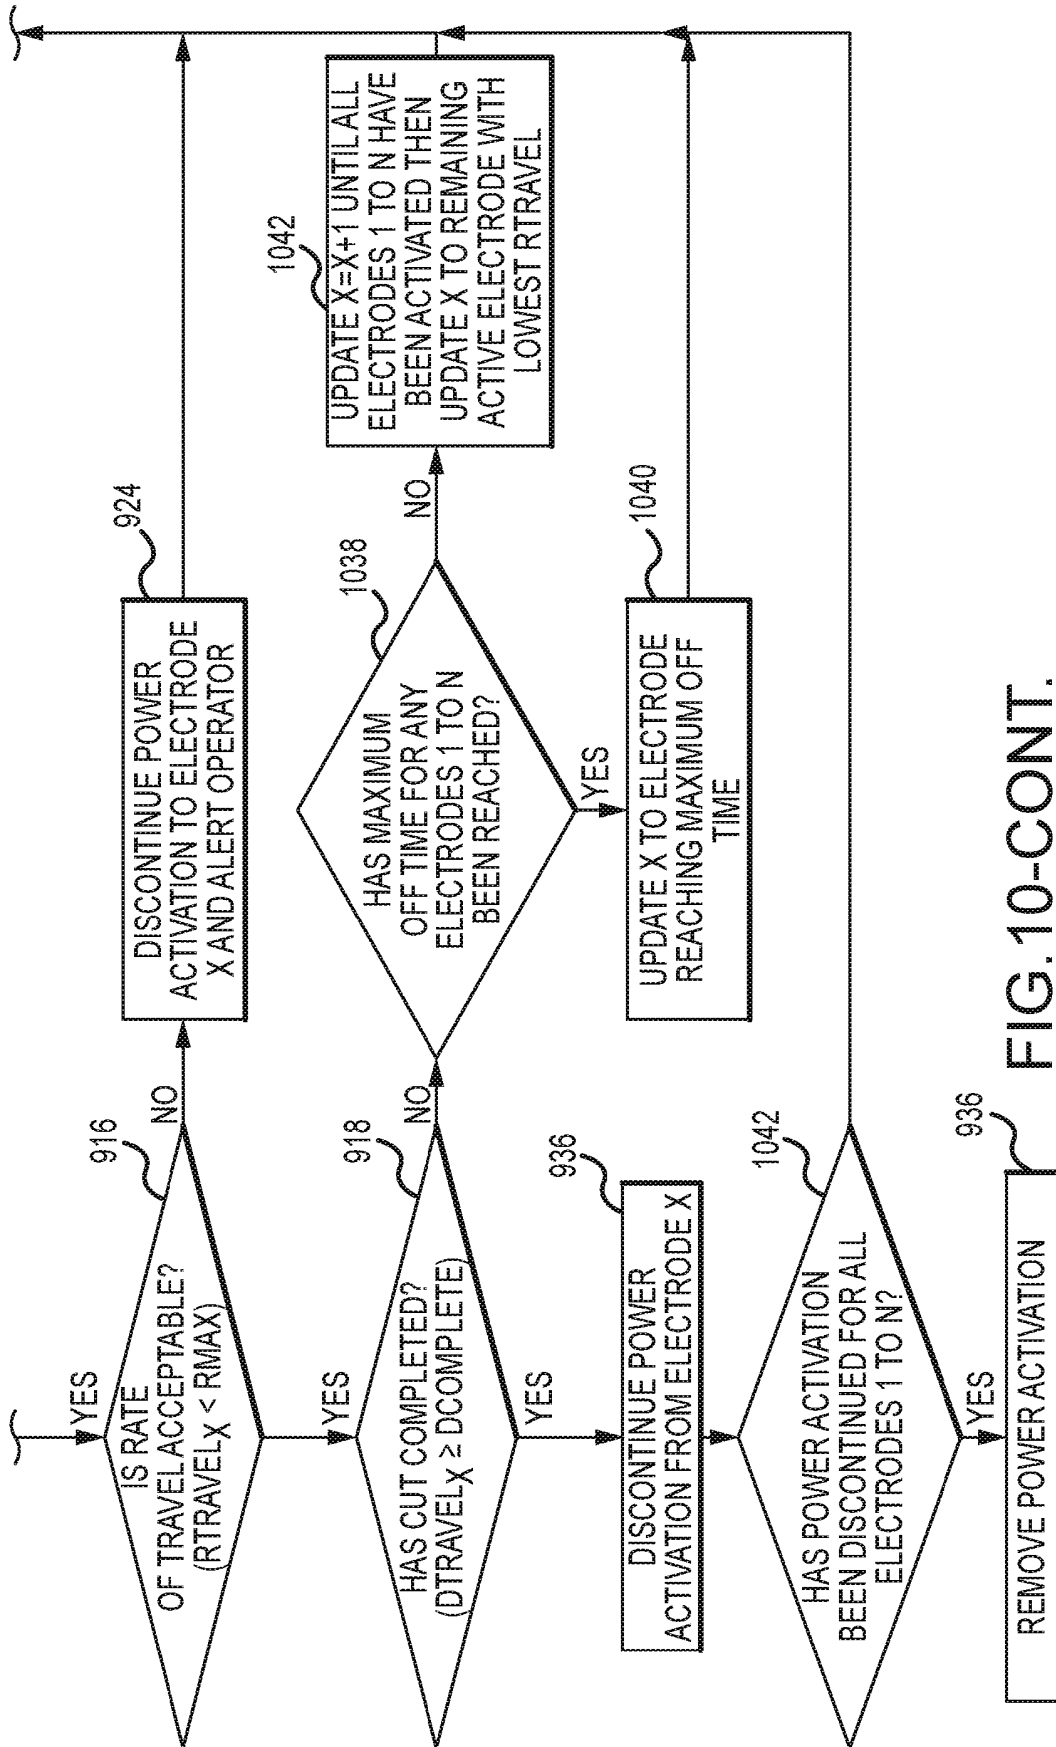 YES
916
IS RATE
OF TRAVEL ACCEPTABLE?
(RTRAVELX < RMAX)
NO
924
DISCONTINUE POWER
ACTIVATION TO ELECTRODE
X AND ALERT OPERATOR
YES
918
HAS CUT COMPLETED?
(DTRAVELX ≥ DCOMPLETE)
NO
1038
HAS MAXIMUM
OFF TIME FOR ANY
ELECTRODES 1 TO N
BEEN REACHED?
NO
1042
UPDATE X=X+1 UNTIL ALL
ELECTRODES 1 TO N HAVE
BEEN ACTIVATED THEN
UPDATE X TO REMAINING
ACTIVE ELECTRODE WITH
LOWEST RTRAVEL
YES
1040
UPDATE X TO ELECTRODE
REACHING MAXIMUM OFF
TIME
YES
936
DISCONTINUE POWER
ACTIVATION FROM ELECTRODE X
1042
HAS POWER ACTIVATION
BEEN DISCONTINUED FOR ALL
ELECTRODES 1 TO N?
YES
936
REMOVE POWER ACTIVATION
FIG.10-CONT.